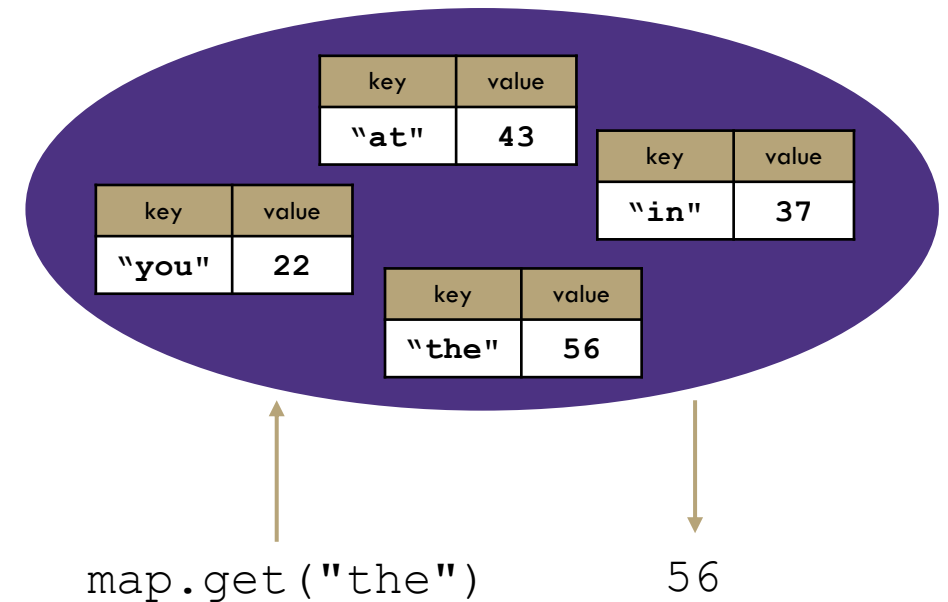 key value
“at" 43
key value
“in" 37
key value
“you" 22
key value
“the" 56
map.get("the") 56